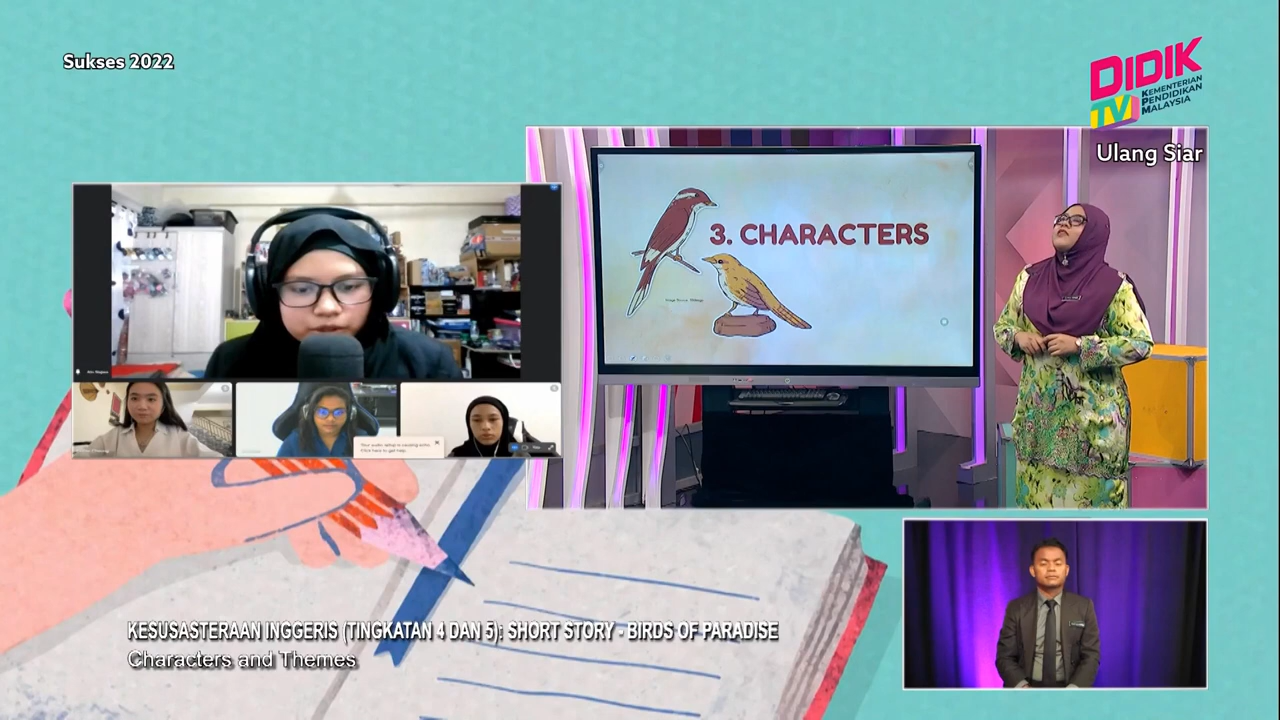 Sukses 2022
DIDIK
TV
KEMENTERIAN
PENDIDIKAN
MALAYSIA
Ulang Siar
3. CHARACTERS
Your audio setup is causing echo.
Click here to get help.
KESUSASTERAAN INGGERIS (TINGKATAN 4 DAN 5): SHORT STORY - BIRDS OF PARADISE
Characters and Themes